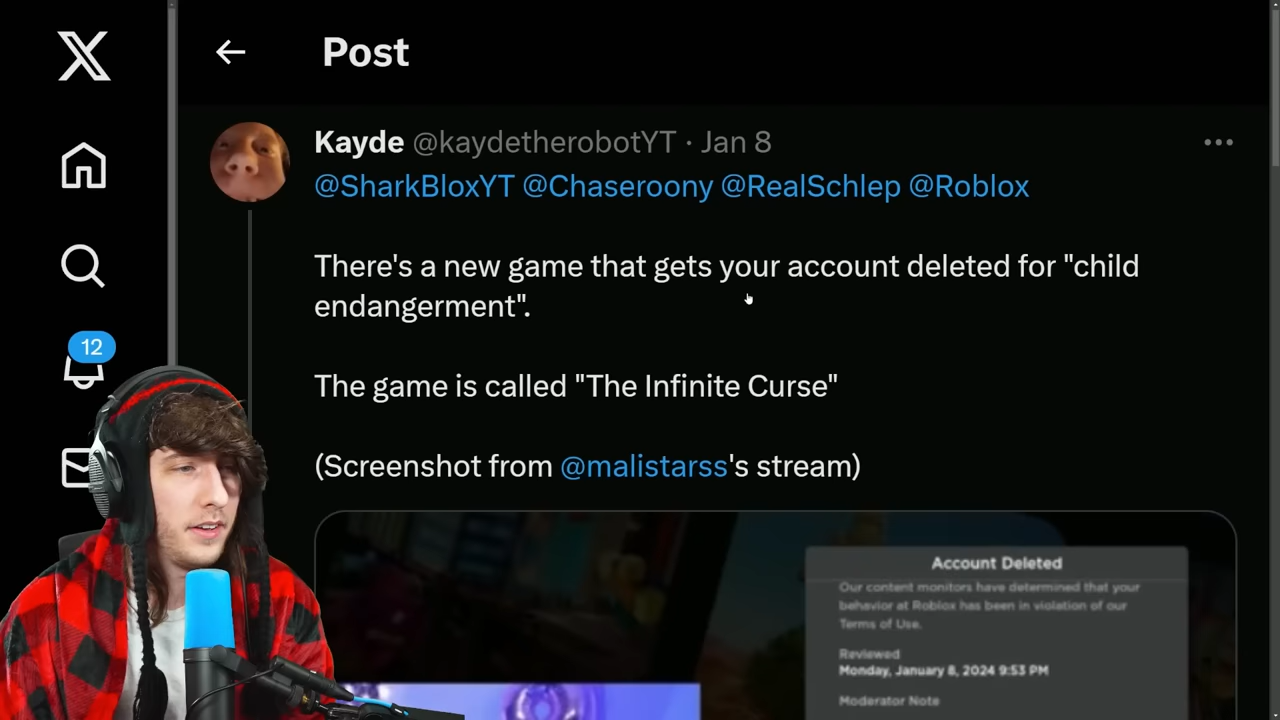 Post
Kayde @kaydetherobotYT · Jan 8
@SharkBloxYT @Chaseroony @RealSchlep @Roblox
There's a new game that gets your account deleted for "child
endangerment".
The game is called "The Infinite Curse"
12
(Screenshot from @malistarss's stream)
Account Deleted
Our content monitors have determined that your
behavior at Roblox has been in violation of our
Terms of Use.
Reviewed
Monday, January 8, 2024 9:53 PM
Moderator Note